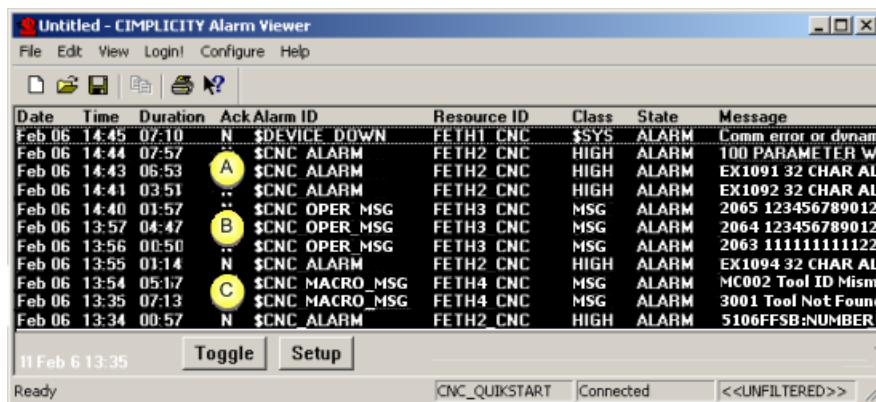 Untitled - CIMPLICITY Alarm Viewer
File Edit View Login! Configure Help
Date Time Duration Ack Alarm ID Resource ID Class State Message
Feb 06 14:45 07:10 N $DEVICE_DOWN FETH1_CNC $SYS ALARM Comm error or dynam
Feb 06 14:44 07:57 $CNC_ALARM FETH2_CNC HIGH ALARM 100 PARAMETER W
Feb 06 14:43 06:53 A $CNC_ALARM FETH2_CNC HIGH ALARM EX1091 32 CHAR AL
Feb 06 14:41 03:51 $CNC_ALARM FETH2_CNC HIGH ALARM EX1092 32 CHAR AL
Feb 06 14:40 01:57 $CNC_OPER_MSG FETH3_CNC MSG ALARM 2065 123456789012
Feb 06 13:57 04:47 B $CNC_OPER_MSG FETH3_CNC MSG ALARM 2064 123456789012
Feb 06 13:56 00:50 $CNC_OPER_MSG FETH3_CNC MSG ALARM 2063 111111111122
Feb 06 13:55 01:14 N $CNC_ALARM FETH2_CNC HIGH ALARM EX1094 32 CHAR AL
Feb 06 13:54 05:17 C $CNC_MACRO_MSG FETH4_CNC MSG ALARM MC002 Tool ID Mism
Feb 06 13:35 07:13 $CNC_MACRO_MSG FETH4_CNC MSG ALARM 3001 Tool Not Foun
Feb 06 13:34 00:57 N $CNC_ALARM FETH2_CNC HIGH ALARM 5106FFSB:NUMBER
11 Feb 6 13:35 Toggle Setup
Ready CNC_QUIKSTART Connected <<UNFILTERED>>